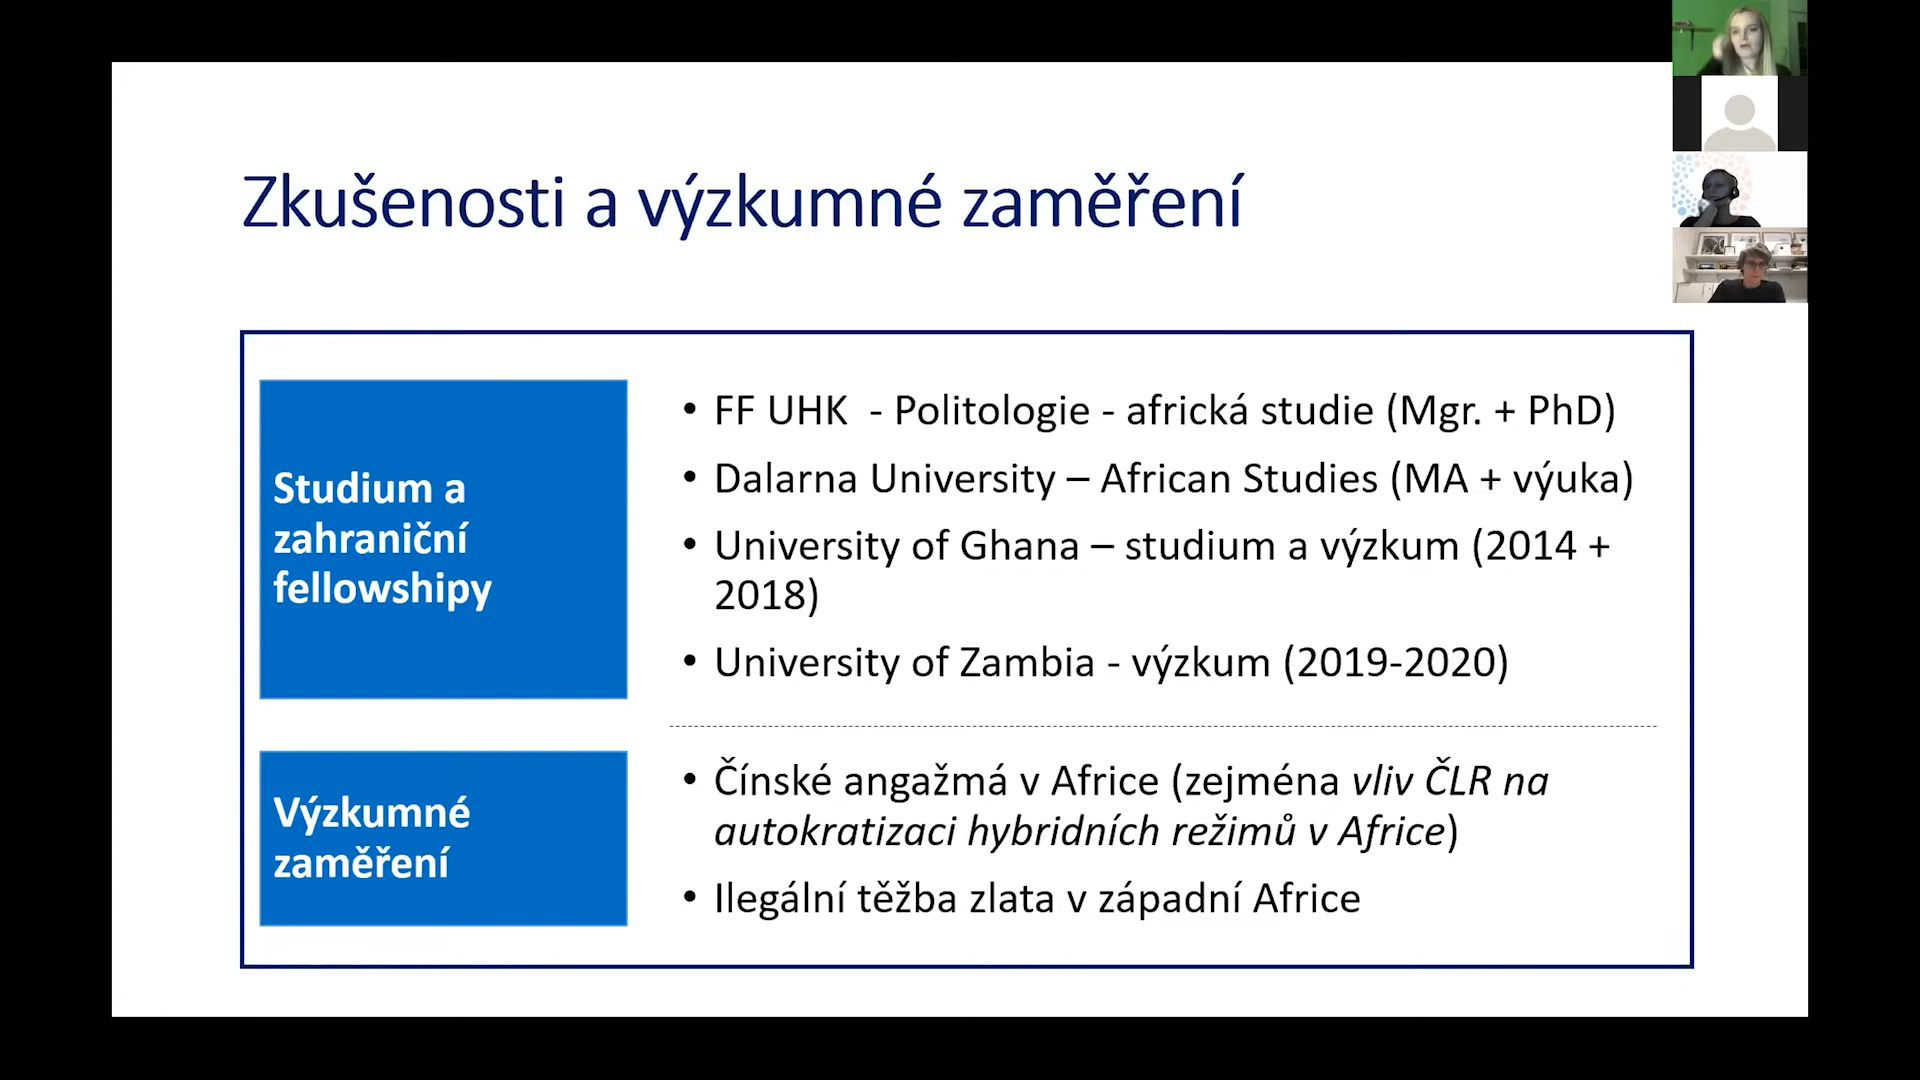 Zkušenosti a výzkumné zaměření
Studium a
zahraniční
fellowshipy
• FF UHK  - Politologie - africká studie (Mgr. + PhD)
• Dalarna University – African Studies (MA + výuka)
• University of Ghana – studium a výzkum (2014 +
2018)
• University of Zambia - výzkum (2019-2020)
Výzkumné
zaměření
• Čínské angažmá v Africe (zejména vliv ČLR na
autokratizaci hybridních režimů v Africe)
• Ilegální těžba zlata v západní Africe